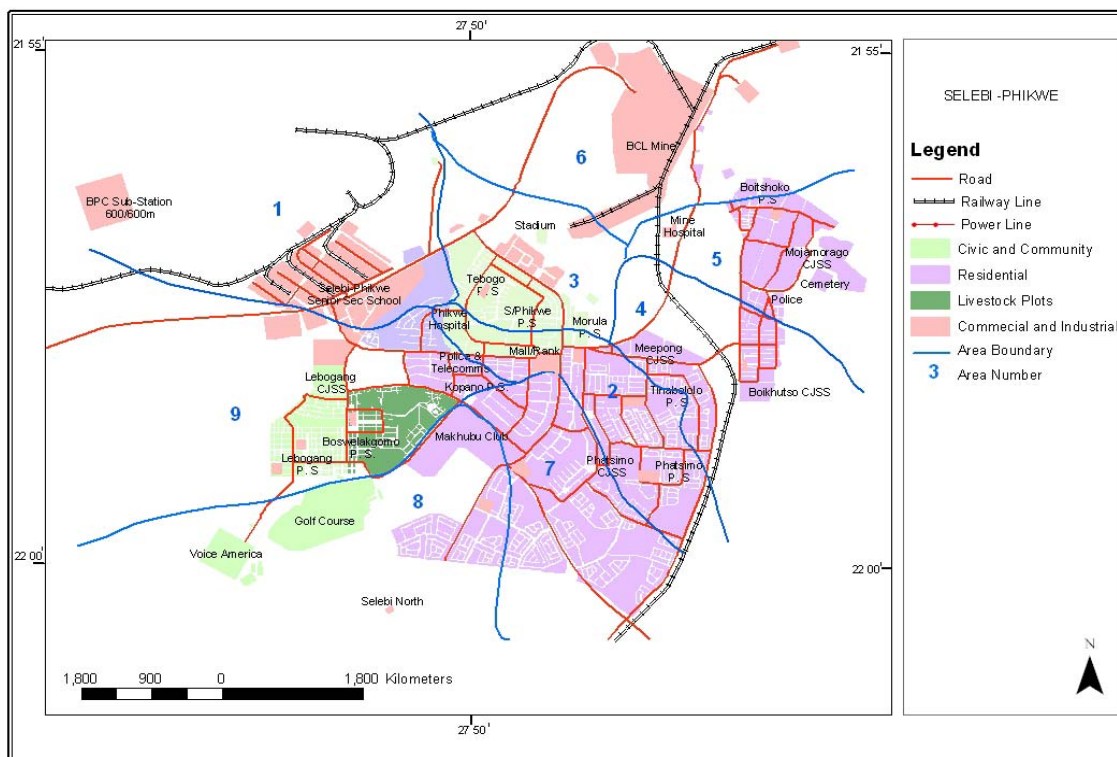 27 50'
21 55'
21 55'
SELEBI -PHIKWE
Legend
Road
Railway Line
Power Line
Civic and Community
Residential
Livestock Plots
Commecial and Industrial
Area Boundary
3 Area Number
6
BCL Mine
BPC Sub-Station
600/600m
1
Boitshoko
P .S
Stadium
Mine
Hospital
5
Mojamorago
CJSS
Cemetery
3
Tebogo
P . S
Selebi-Phikwe
Senior Sec School
S/Phikwe
P.S
Morula
P . S
4
Police
Phikwe
Hospital
Mall/Rank
Meepong
CJSS
Police &
Telecomms
Lebogang
CJSS
Kopano P.S
2
Tinabalolo
P . S
Boikhutso CJSS
9
Makhubu Club
Boswelakgomo
P . S.
Lebogang
P . S
7
Phatsimo
CJSS
Phatsimo
P . S
8
Golf Course
Voice America
22 00'
22 00'
Selebi North
N
1,800 900 0 1,800 Kilometers
27 50'